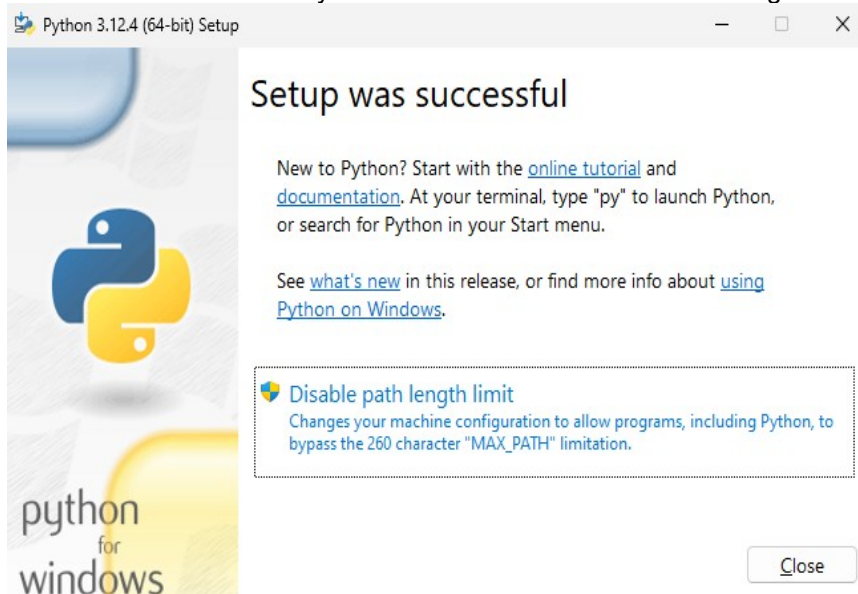 Python 3.12.4 (64-bit) Setup
Setup was successful
New to Python? Start with the online tutorial and
documentation. At your terminal, type "py" to launch Python,
or search for Python in your Start menu.
See what's new in this release, or find more info about using
Python on Windows.
Disable path length limit
Changes your machine configuration to allow programs, including Python, to
bypass the 260 character "MAX_PATH" limitation.
python
for
windows
Close